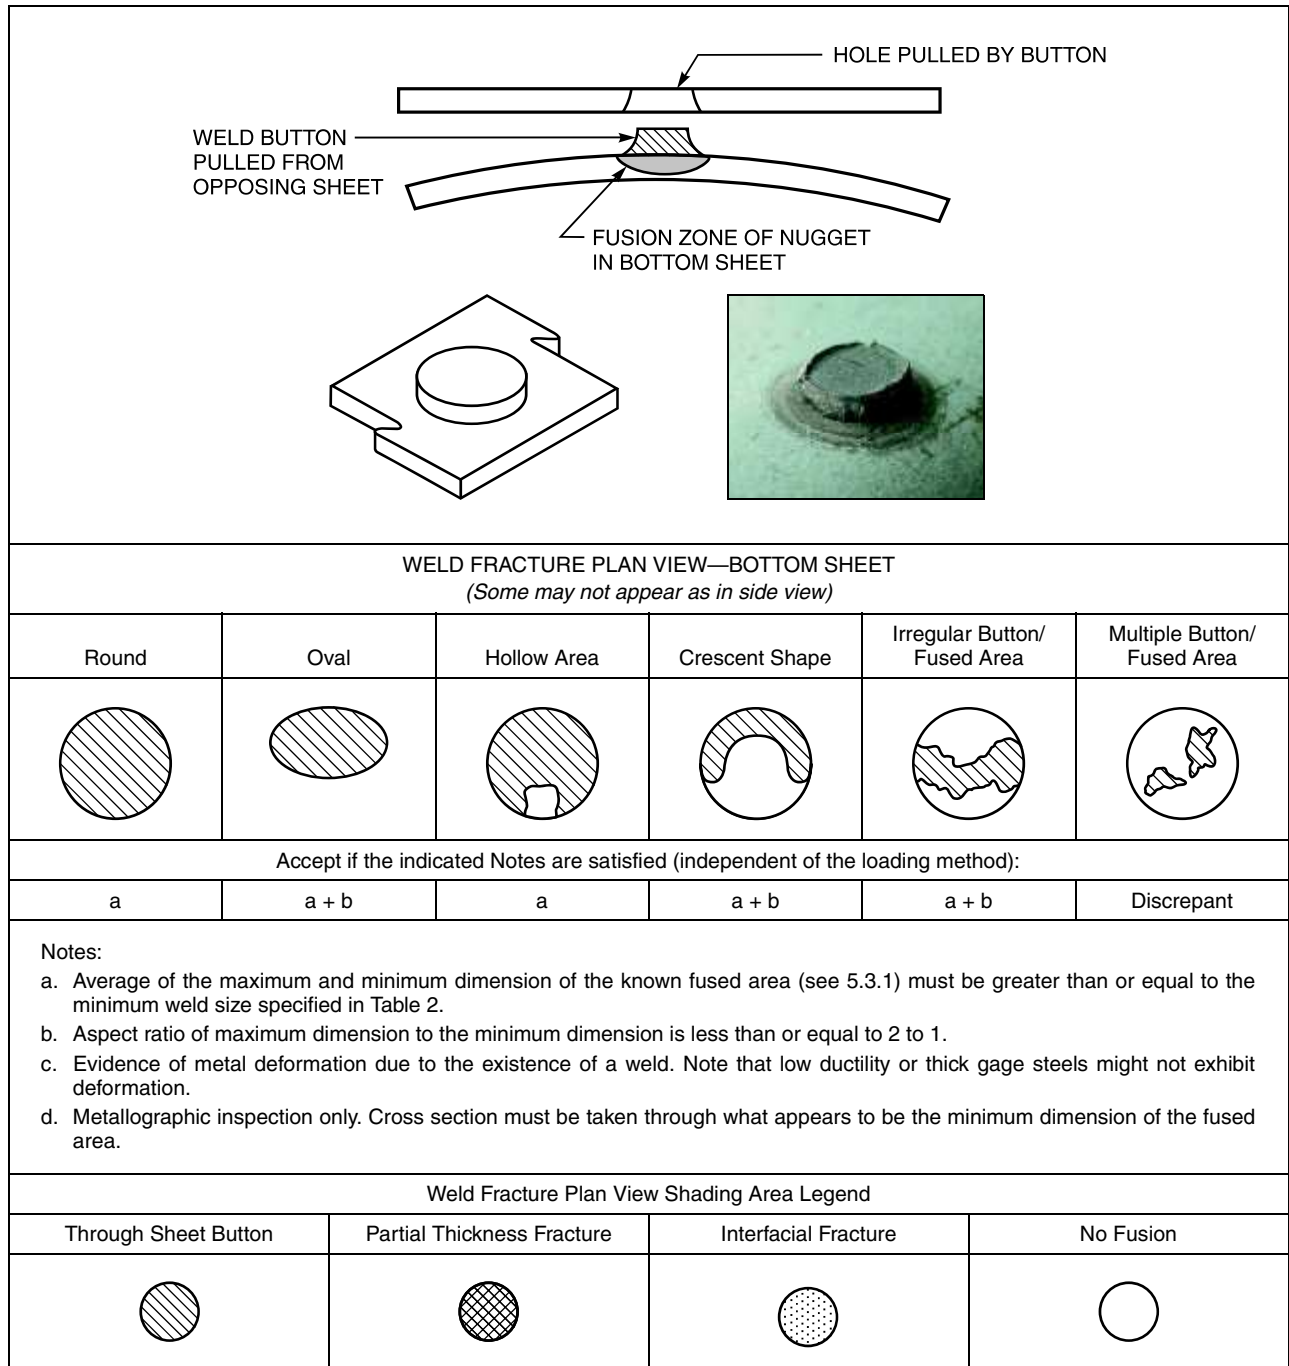 HOLE PULLED BY BUTTON
WELD BUTTON
PULLED FROM
OPPOSING SHEET
FUSION ZONE OF NUGGET
IN BOTTOM SHEET
WELD FRACTURE PLAN VIEW—BOTTOM SHEET
(Some may not appear as in side view)
Round
Oval
Hollow Area
Crescent Shape
Irregular Button/
Fused Area
Multiple Button/
Fused Area
Accept if the indicated Notes are satisfied (independent of the loading method):
a
a + b
a
a + b
a + b
Discrepant
Notes:
a. Average of the maximum and minimum dimension of the known fused area (see 5.3.1) must be greater than or equal to the
minimum weld size specified in Table 2.
b. Aspect ratio of maximum dimension to the minimum dimension is less than or equal to 2 to 1.
c. Evidence of metal deformation due to the existence of a weld. Note that low ductility or thick gage steels might not exhibit
deformation.
d. Metallographic inspection only. Cross section must be taken through what appears to be the minimum dimension of the fused
area.
Weld Fracture Plan View Shading Area Legend
Through Sheet Button
Partial Thickness Fracture
Interfacial Fracture
No Fusion